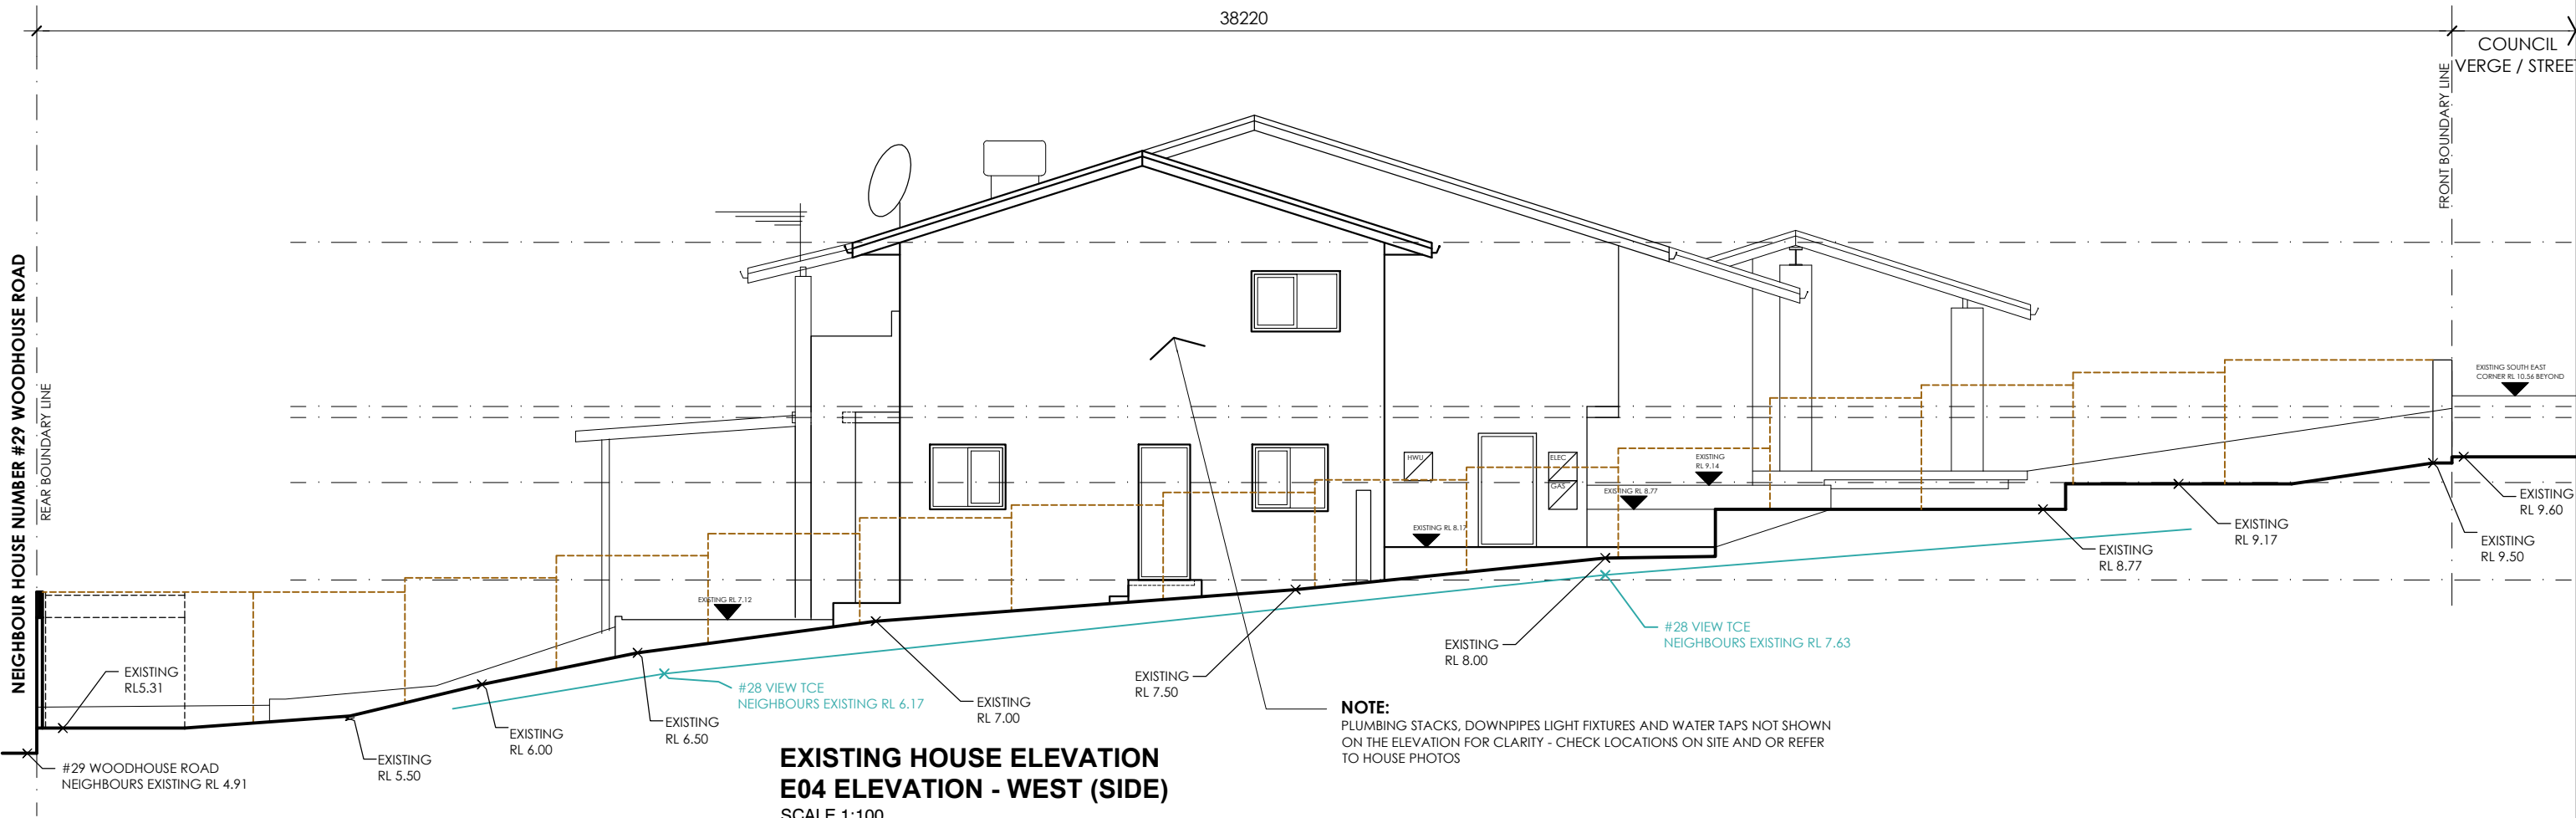 38220
COUNCIL
VERGE / STREET
FRONT BOUNDARY LINE
NEIGHBOUR HOUSE NUMBER #29 WOODHOUSE ROAD
REAR BOUNDARY LINE
EXISTING SOUTH EAST
CORNER RL 10.56 BEYOND
HWU
ELEC
GAS
EXISTING
RL 9.14
EXISTING RL 8.77
EXISTING RL 8.17
EXISTING RL 7.12
EXISTING
RL 9.60
EXISTING
RL 9.50
EXISTING
RL 9.17
EXISTING
RL 8.77
#28 VIEW TCE
NEIGHBOURS EXISTING RL 7.63
EXISTING
RL 8.00
EXISTING
RL 7.50
EXISTING
RL 7.00
#28 VIEW TCE
NEIGHBOURS EXISTING RL 6.17
EXISTING
RL 6.50
EXISTING
RL 6.00
EXISTING
RL 5.50
EXISTING
RL5.31
#29 WOODHOUSE ROAD
NEIGHBOURS EXISTING RL 4.91
NOTE:
PLUMBING STACKS, DOWNPIPES LIGHT FIXTURES AND WATER TAPS NOT SHOWN
ON THE ELEVATION FOR CLARITY - CHECK LOCATIONS ON SITE AND OR REFER
TO HOUSE PHOTOS
EXISTING HOUSE ELEVATION
E04 ELEVATION - WEST (SIDE)
SCALE 1:100